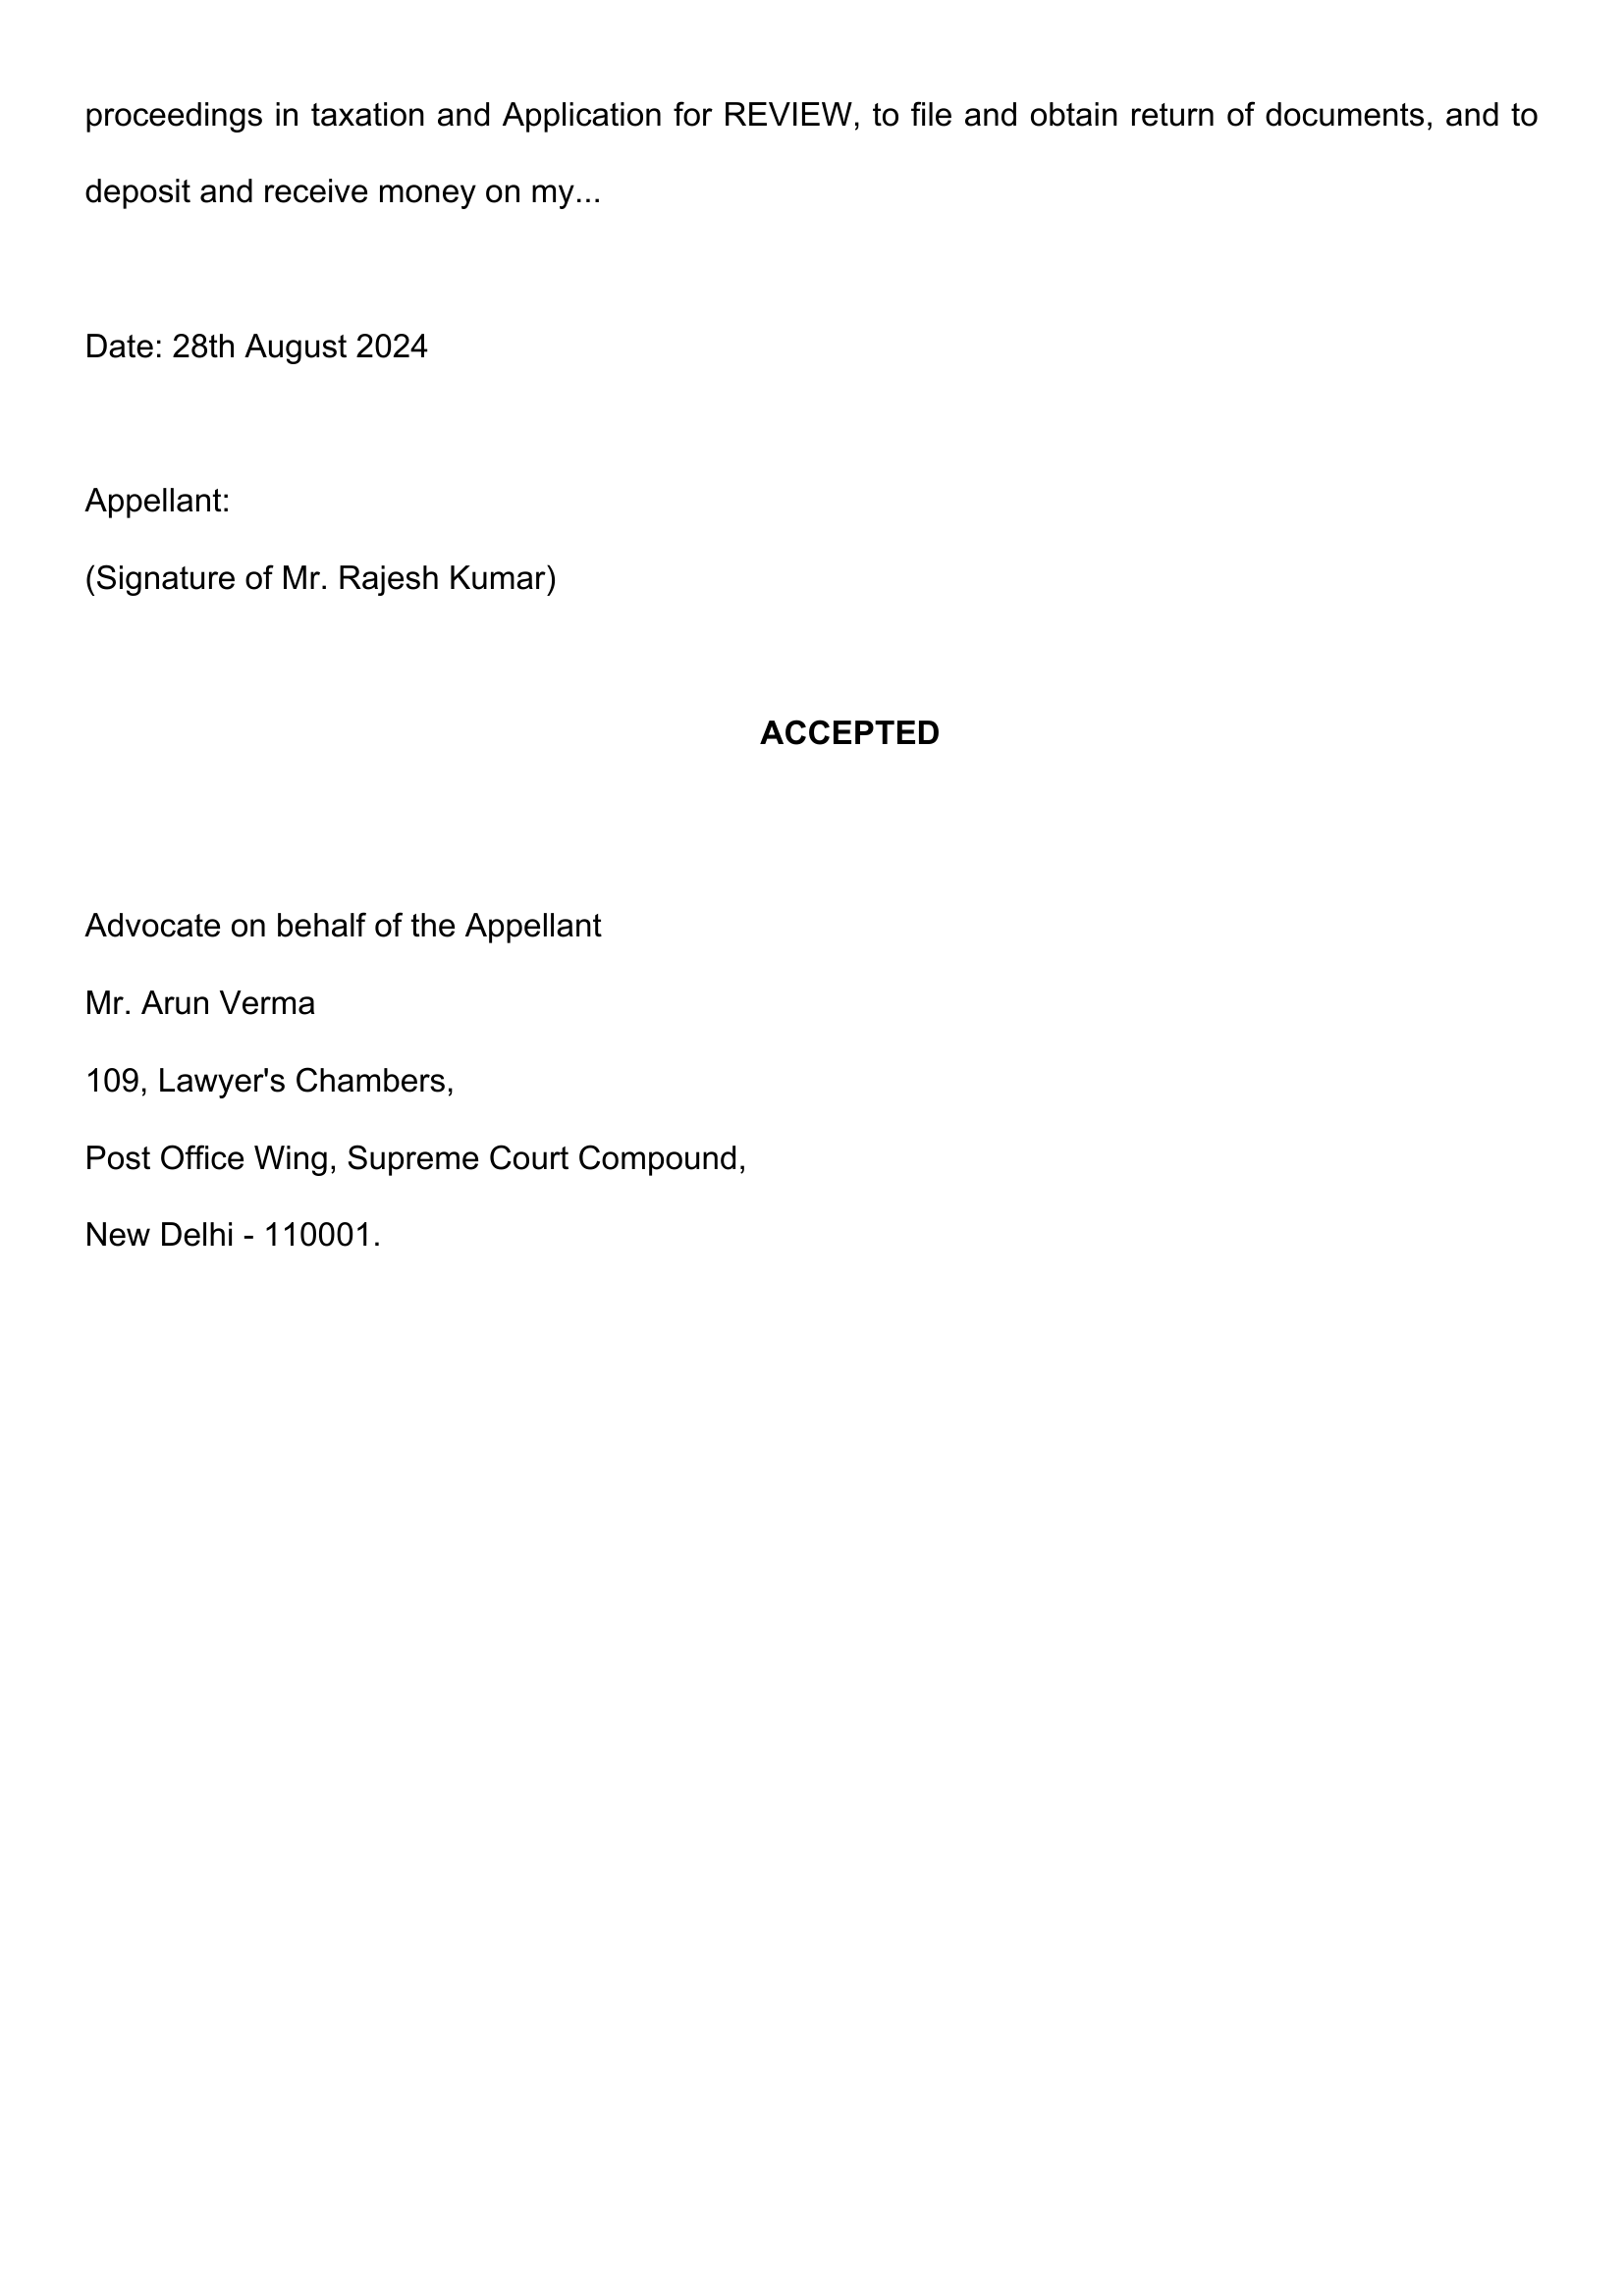 proceedings in taxation and Application for REVIEW, to file and obtain return of documents, and to
deposit and receive money on my...
Date: 28th August 2024
Appellant:
(Signature of Mr. Rajesh Kumar)
ACCEPTED
Advocate on behalf of the Appellant
Mr. Arun Verma
109, Lawyer's Chambers,
Post Office Wing, Supreme Court Compound,
New Delhi - 110001.